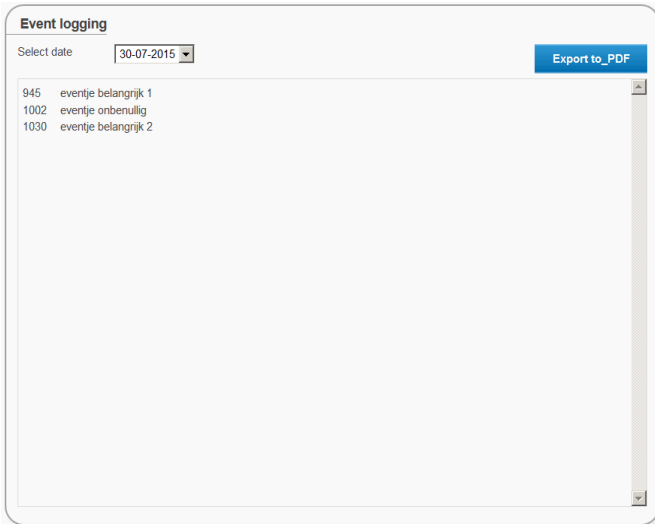 Event logging
Select date 30-07-2015
Export to_PDF
945 eventje belangrijk 1
1002 eventje onbenullig
1030 eventje belangrijk 2